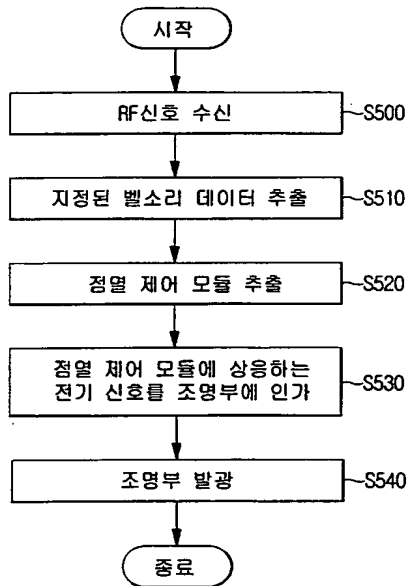 시작
RF신호 수신
S500
지정된 벨소리 데이터 추출
S510
점열 제어 모듈 추출
S520
점열 제어 모듈에 상응하는
전기 신호를 조명부에 인가
S530
조명부 발광
S540
종료